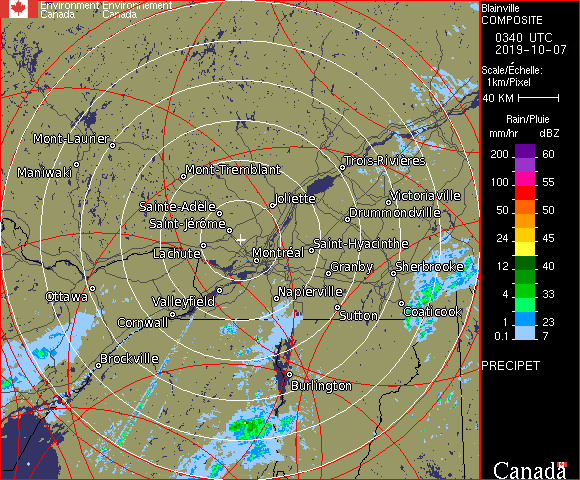 Environment Environnement
Canada Canada
Blainville
COMPOSITE
0340 UTC
2019-10-07
Scale/Échelle:
1km/Pixel
40 KM
Rain/Pluie
mm/hr dBZ
200 60
100 55
50 50
24 45
12 40
4 33
1 23
0.1 7
PRECIPET
Canada
Mont-Laurier
Maniwaki
Mont-Tremblant
Trois-Rivières
Joliette
Victoriaville
Sainte-Adèle
Drummondville
Saint-Jérôme
Lachute
Montréal
Saint-Hyacinthe
Granby
Sherbrooke
Ottawa
Valleyfield
Napierville
Coaticook
Cornwall
Sutton
Brockville
Burlington